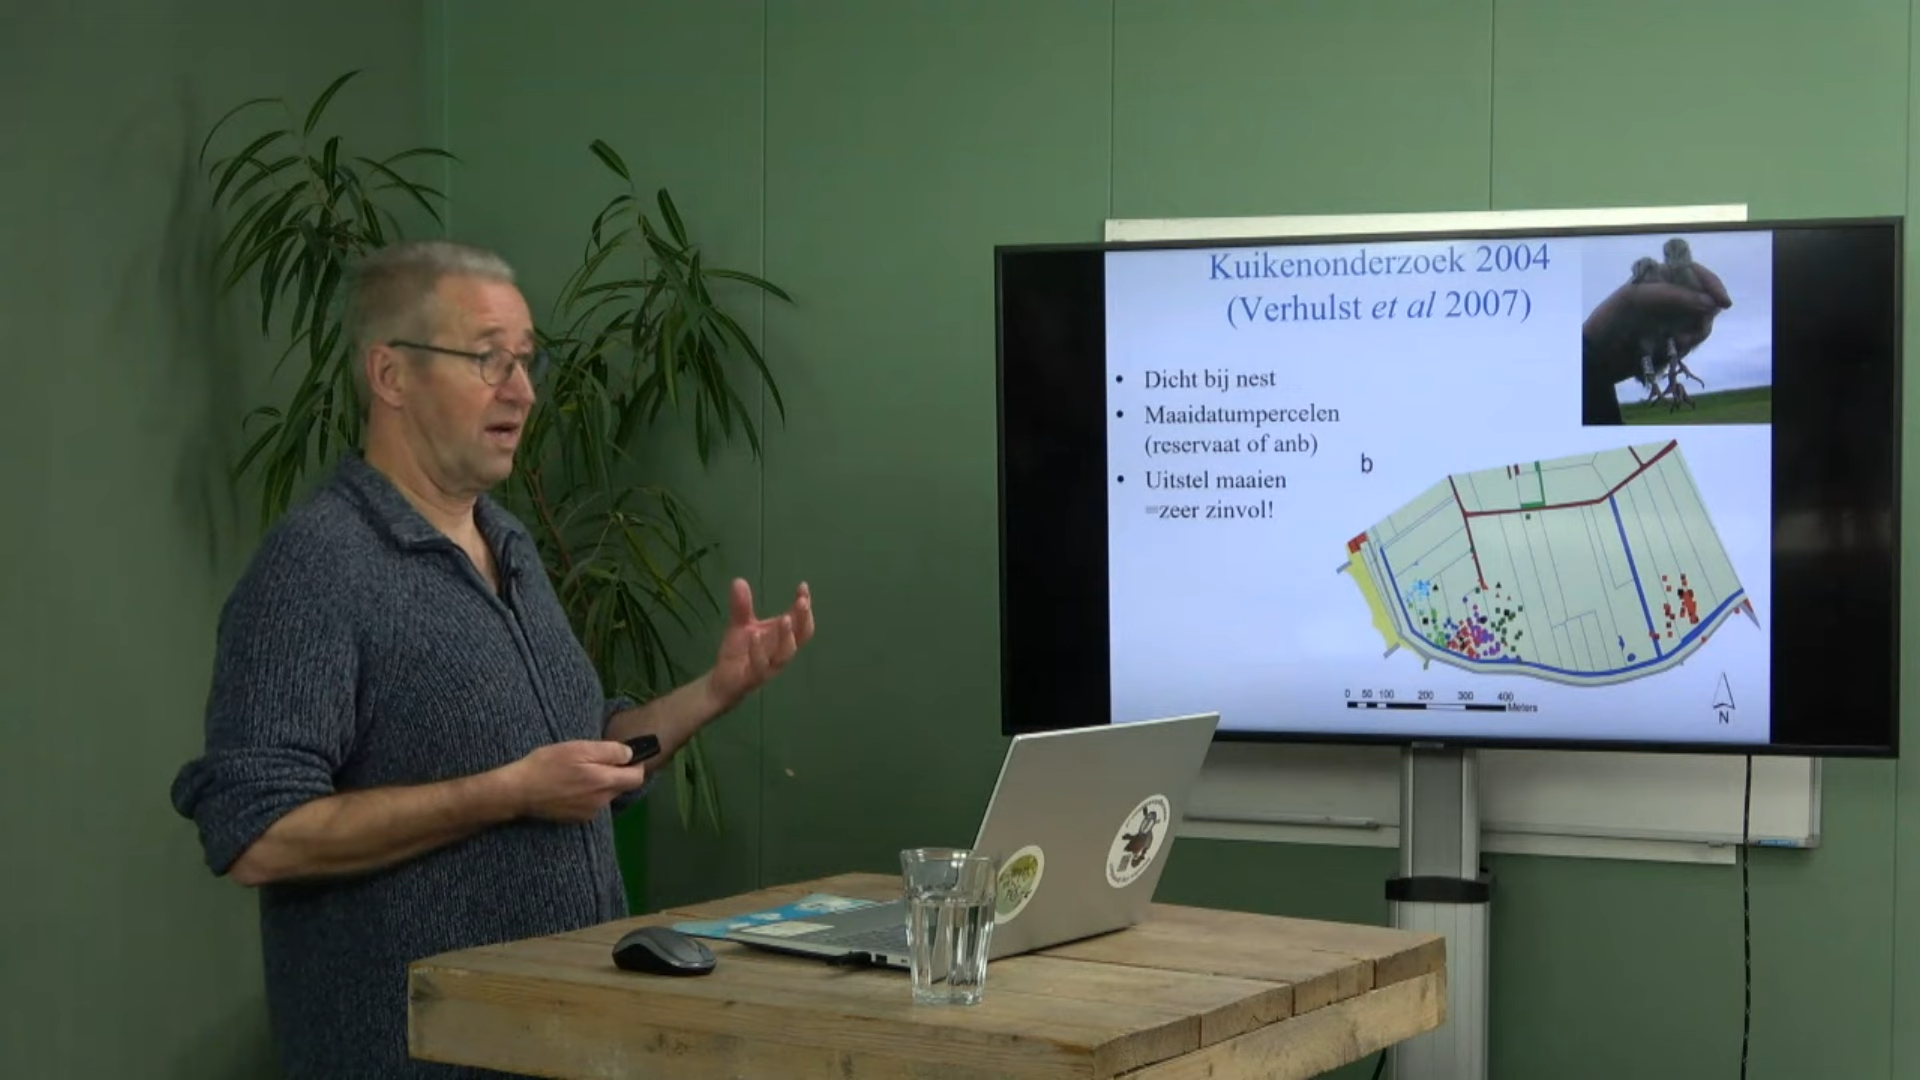 Kuikenonderzoek 2004
(Verhulst et al 2007)
• Dicht bij nest
• Maaidatumpercelen
(reservaat of anb)
• Uitstel maaien
=zeer zinvol!
b
0 50 100 200 300 400
Meters
N